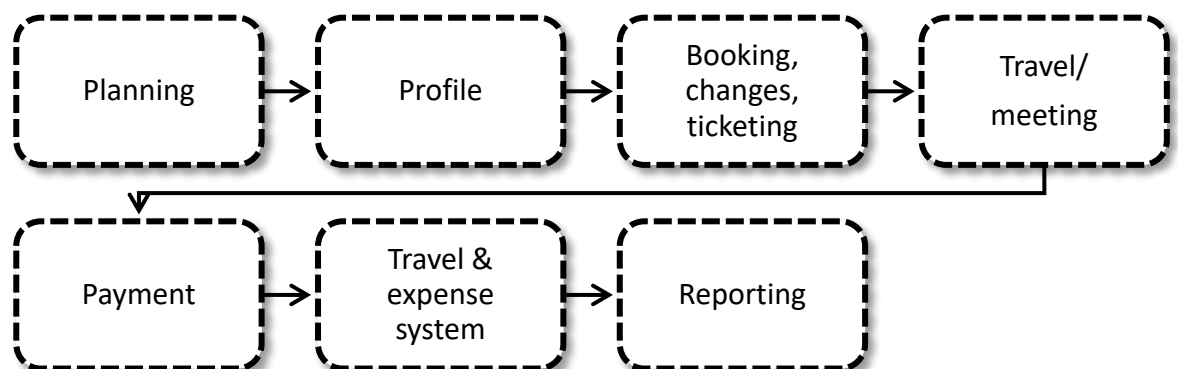 Planning
Profile
Booking,
changes,
ticketing
Travel/
meeting
Payment
Travel &
expense
system
Reporting